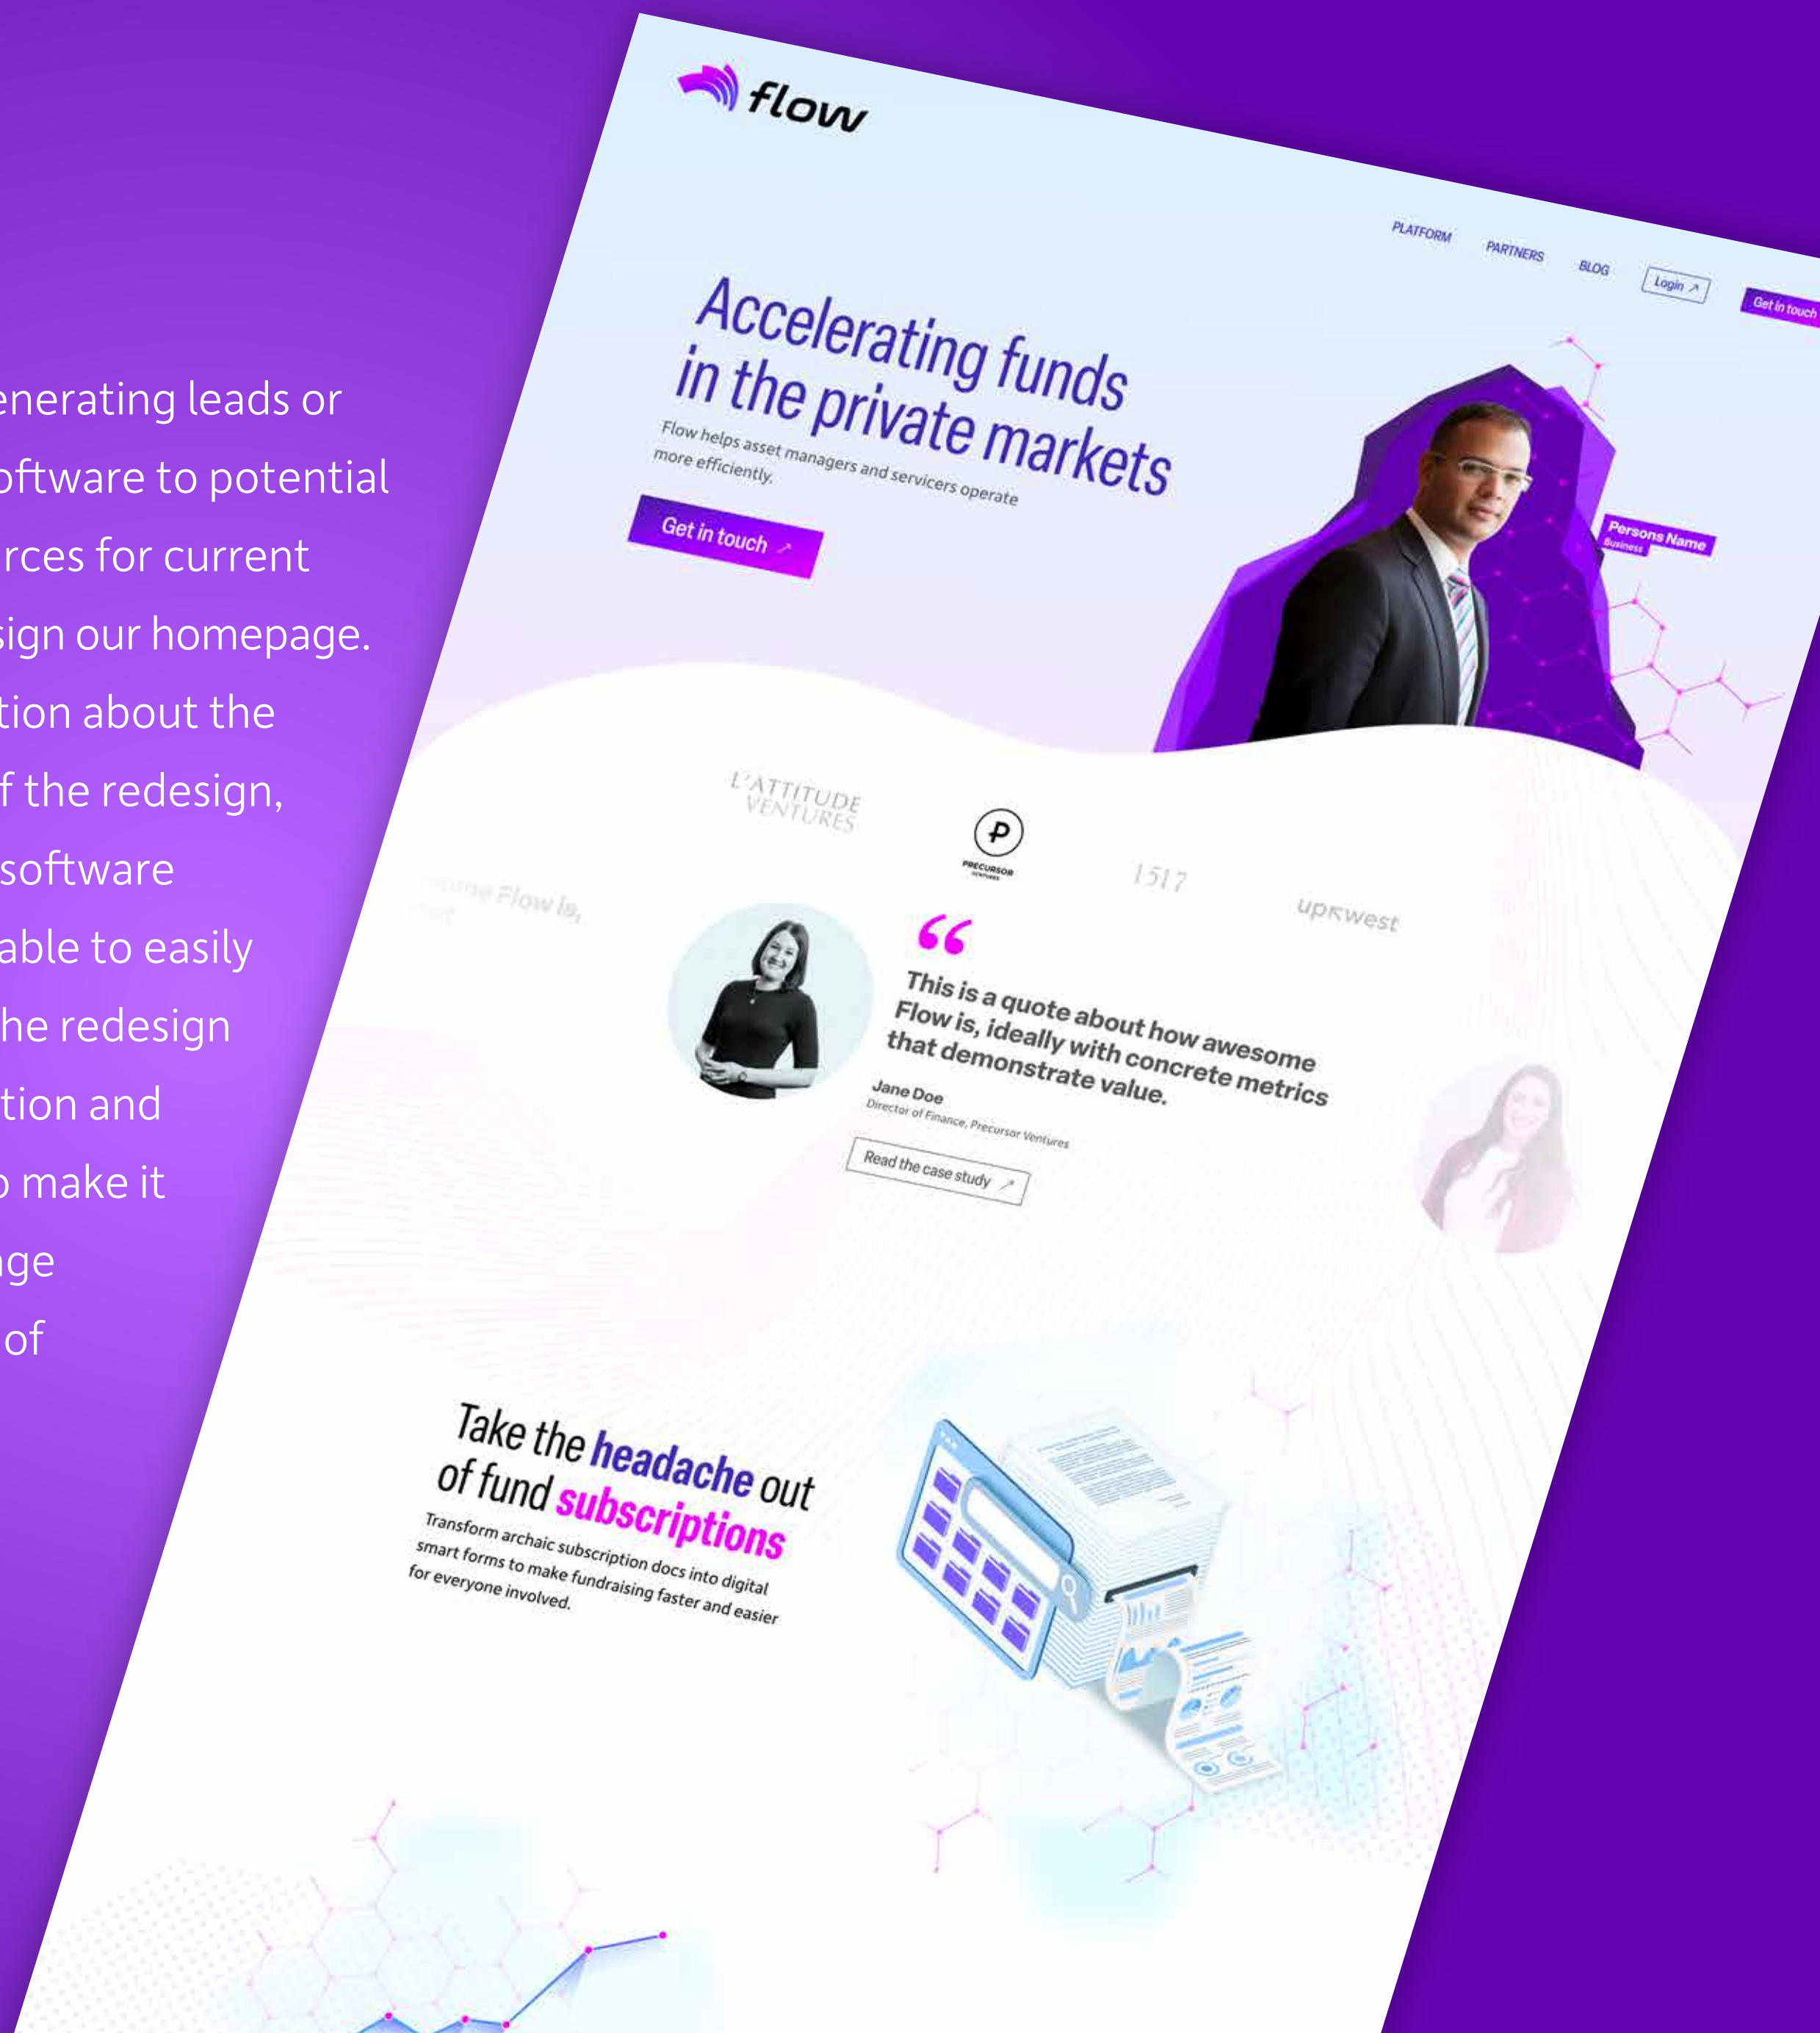 enerating leads or
oftware to potential
rces for current
sign our homepage.
tion about the
f the redesign,
software
able to easily
he redesign
tion and
o make it
age
of
flow
PLATFORM PARTNERS BLOG Login ↗ Get in touch
Accelerating funds
in the private markets
Flow helps asset managers and servicers operate
more efficiently.
Get in touch ↗
Persons Name
Business
L'ATTITUDE
VENTURES
PRECURSOR
VENTURES
1517
upwest
Flow is,
“
This is a quote about how awesome
Flow is, ideally with concrete metrics
that demonstrate value.
Jane Doe
Director of Finance, Precursor Ventures
Read the case study ↗
Take the headache out
of fund subscriptions
Transform archaic subscription docs into digital
smart forms to make fundraising faster and easier
for everyone involved.